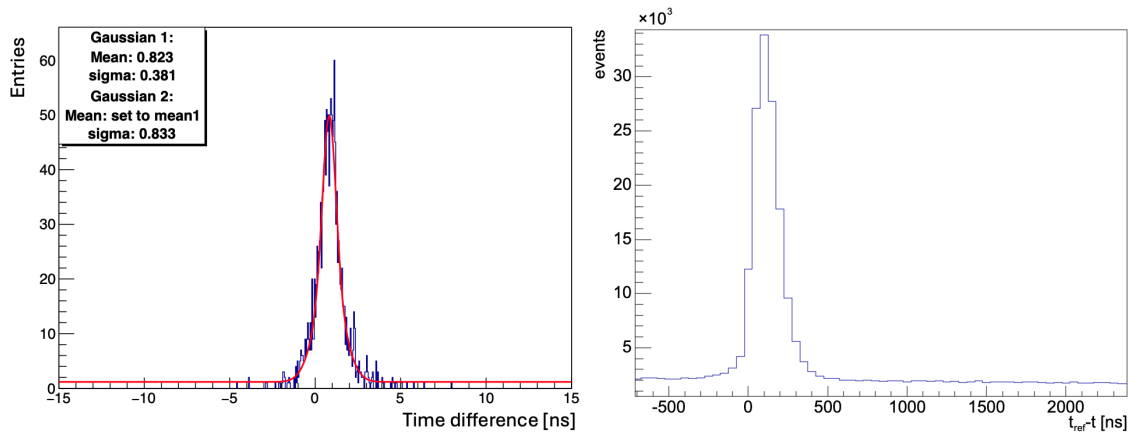 Entries
Gaussian 1:
Mean: 0.823
sigma: 0.381
Gaussian 2:
Mean: set to mean1
sigma: 0.833
60
50
40
30
20
10
0
−15
−10
−5
0
5
10
15
Time difference [ns]
×10³
events
30
25
20
15
10
5
-500
0
500
1000
1500
2000
t_ref-t [ns]